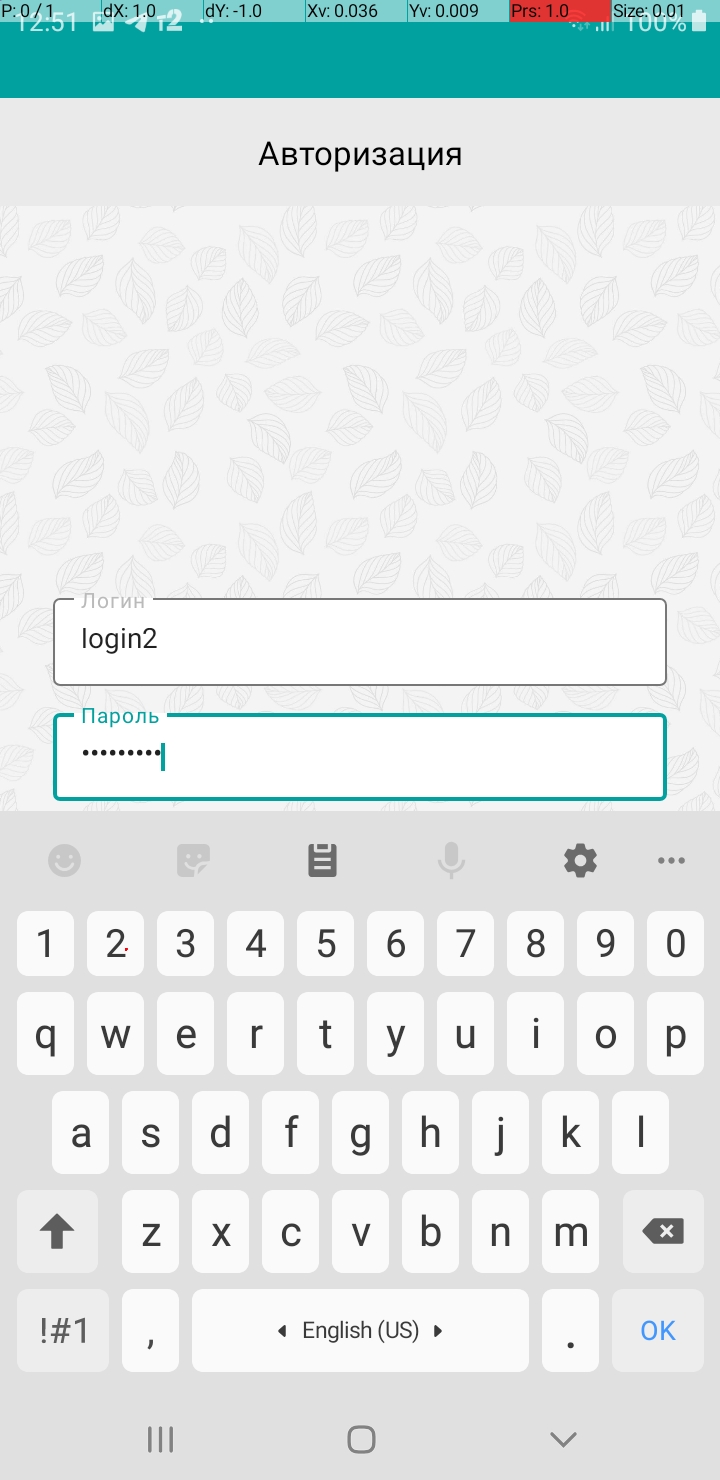 P: 0 / 1 dX: 1.0 dY: -1.0 Xv: 0.036 Yv: 0.009 Prs: 1.0 Size: 0.01
12:51 T2 100%
Авторизация
Логин
login2
Пароль
•••••••••
1 2 3 4 5 6 7 8 9 0
q w e r t y u i o p
a s d f g h j k l
z x c v b n m
!#1 , English (US) . OK